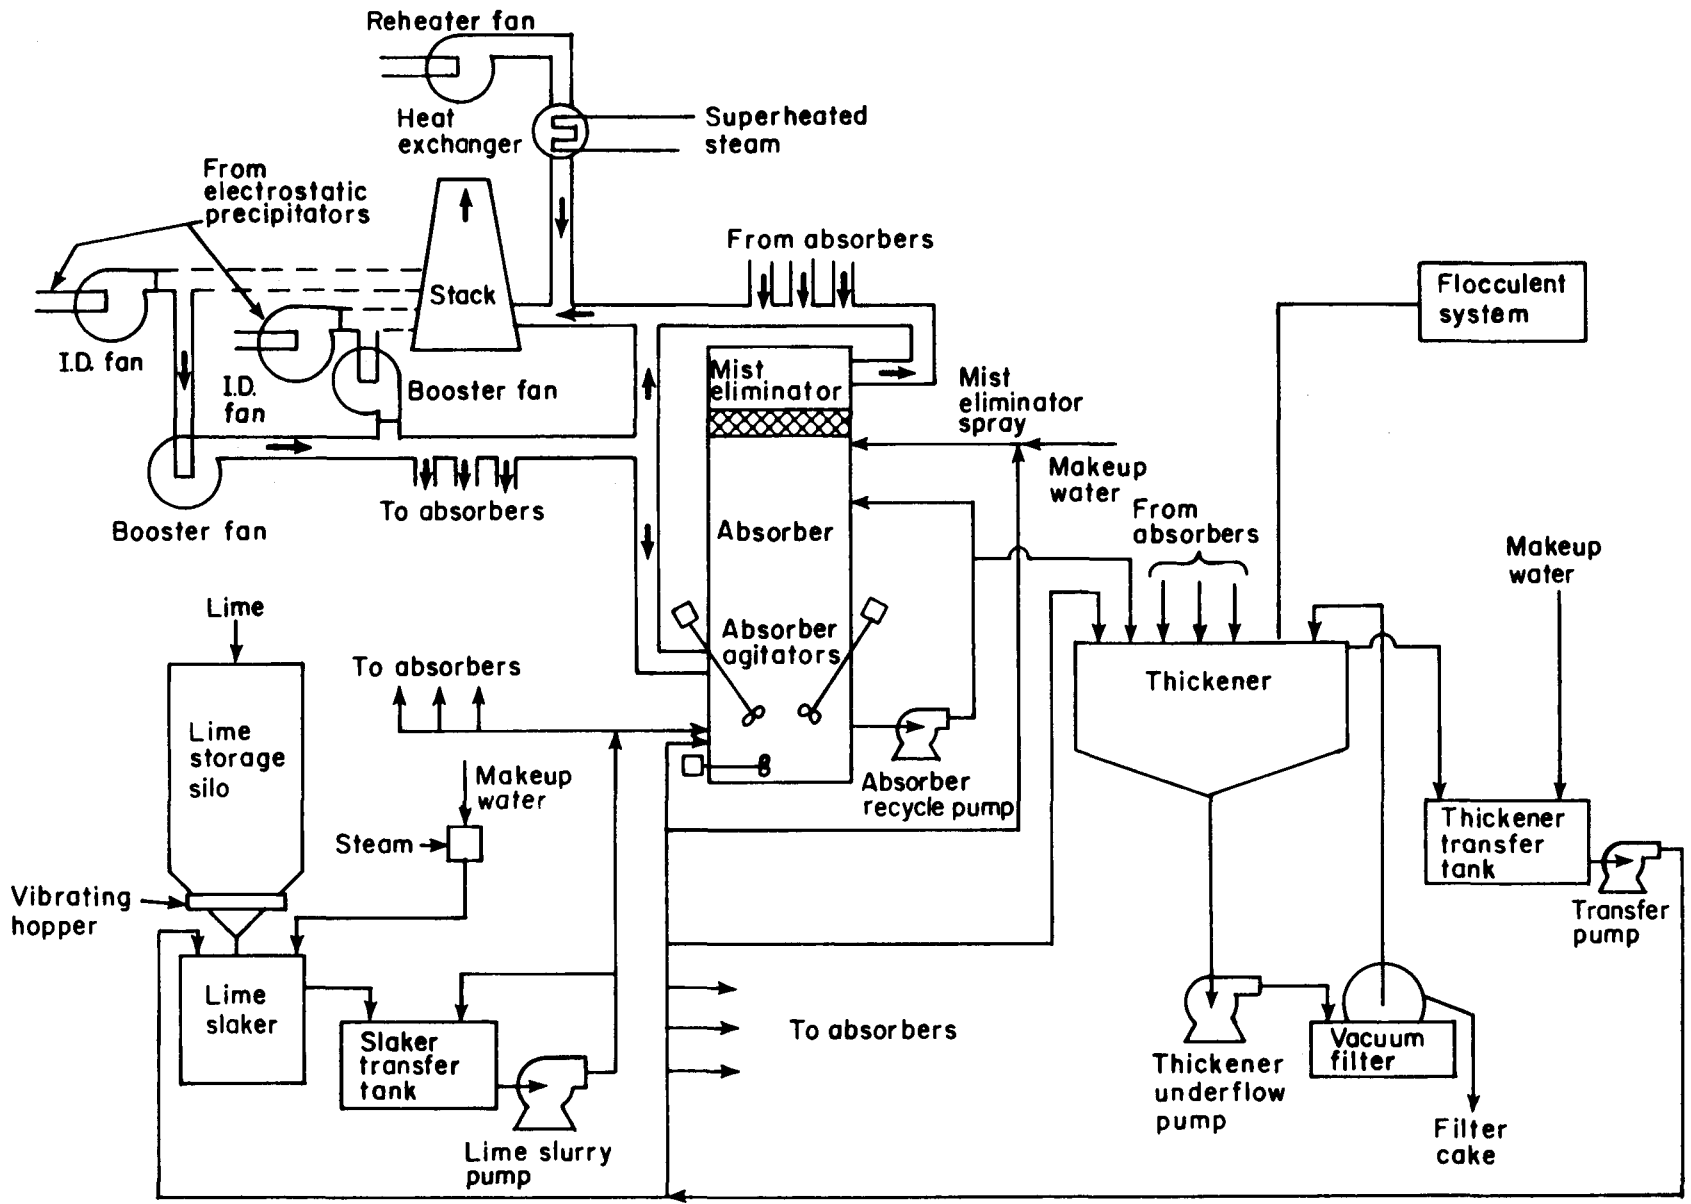 Reheater fan
Heat
exchanger
Superheated
steam
From
electrostatic
precipitators
From absorbers
Stack
Flocculent
system
I.D. fan
I.D.
fan
Booster fan
Mist
eliminator
Mist
eliminator
spray
Makeup
water
To absorbers
Booster fan
Absorber
From
absorbers
Makeup
water
Lime
Absorber
agitators
To absorbers
Thickener
Lime
storage
silo
Makeup
water
Steam
Absorber
recycle pump
Thickener
transfer
tank
Vibrating
hopper
Transfer
pump
Lime
slaker
Slaker
transfer
tank
To absorbers
Vacuum
filter
Thickener
underflow
pump
Lime slurry
pump
Filter
cake